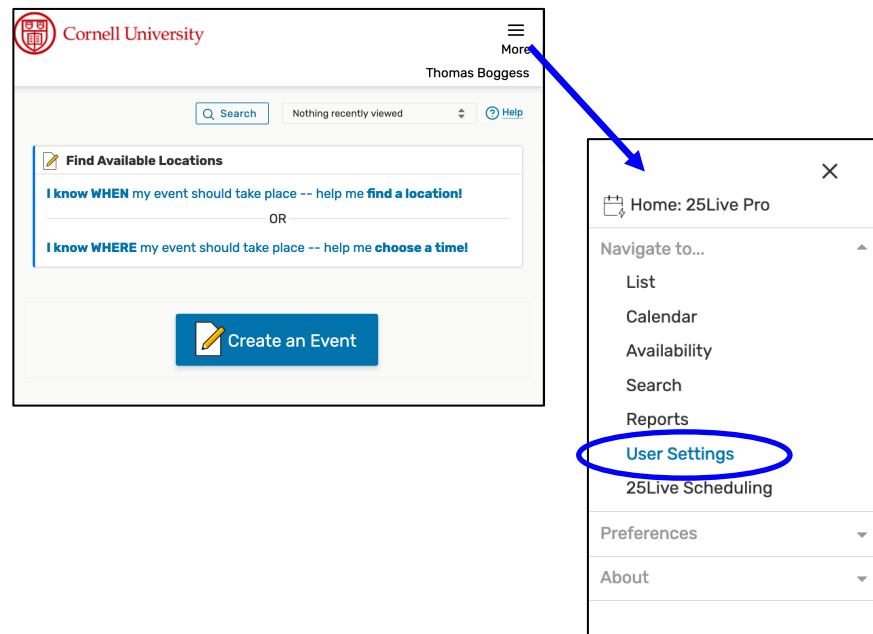 Cornell University
More
Thomas Boggess
Search
Nothing recently viewed
? Help
Find Available Locations
I know WHEN my event should take place -- help me find a location!
OR
I know WHERE my event should take place -- help me choose a time!
Create an Event
Home: 25Live Pro
Navigate to...
List
Calendar
Availability
Search
Reports
User Settings
25Live Scheduling
Preferences
About